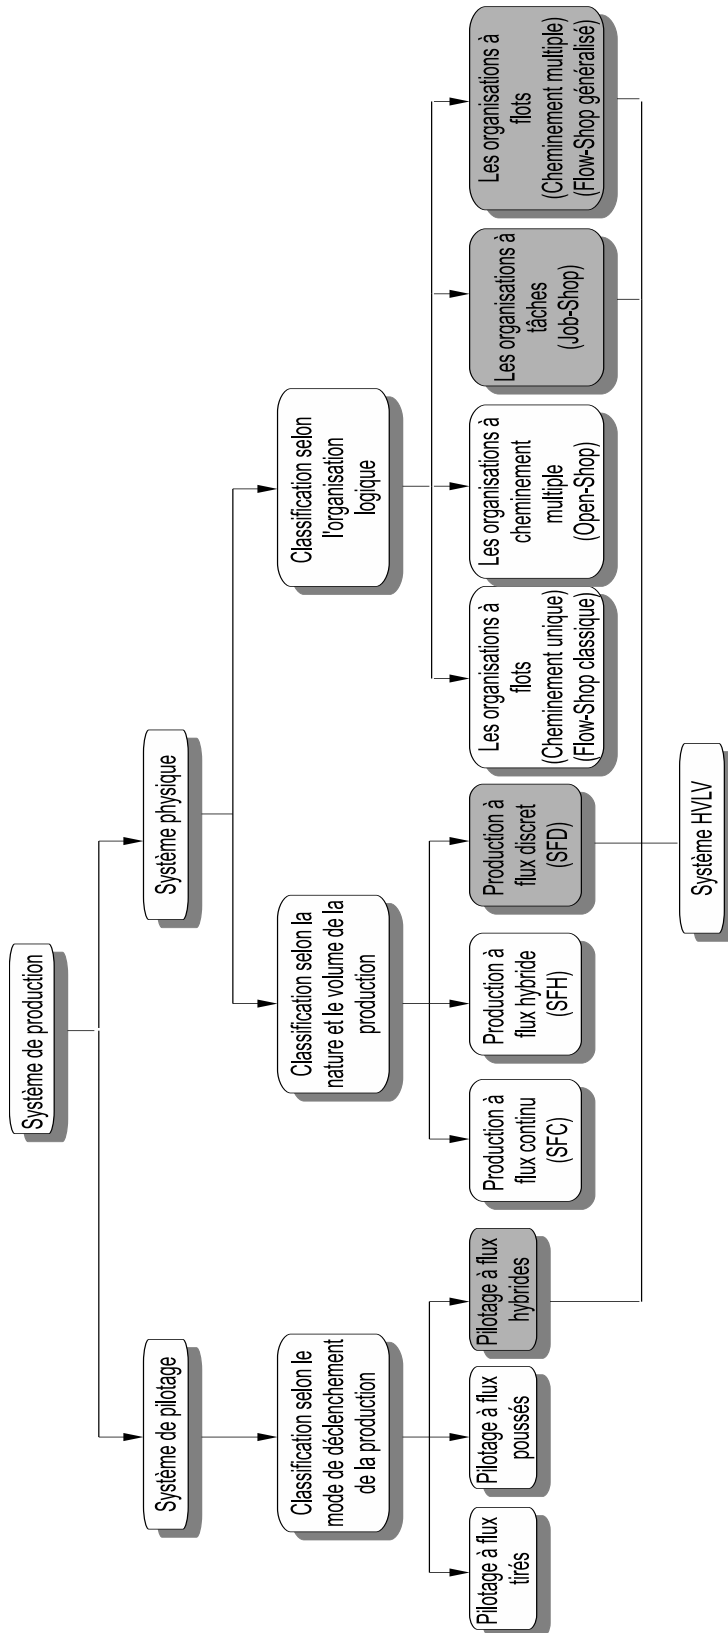 Système de production
Système de pilotage
Système physique
Classification selon le
mode de déclenchement
de la production
Classification selon la
nature et le volume de la
production
Classification selon
l'organisation
logique
Pilotage à flux
tirés
Pilotage à flux
poussés
Pilotage à flux
hybrides
Production à
flux continu
(SFC)
Production à
flux hybride
(SFH)
Production à
flux discret
(SFD)
Les organisations à
flots
(Cheminement unique)
(Flow-Shop classique)
Les organisations à
cheminement
multiple
(Open-Shop)
Les organisations à
tâches
(Job-Shop)
Les organisations à
flots
(Cheminement multiple)
(Flow-Shop généralisé)
Système HVLV